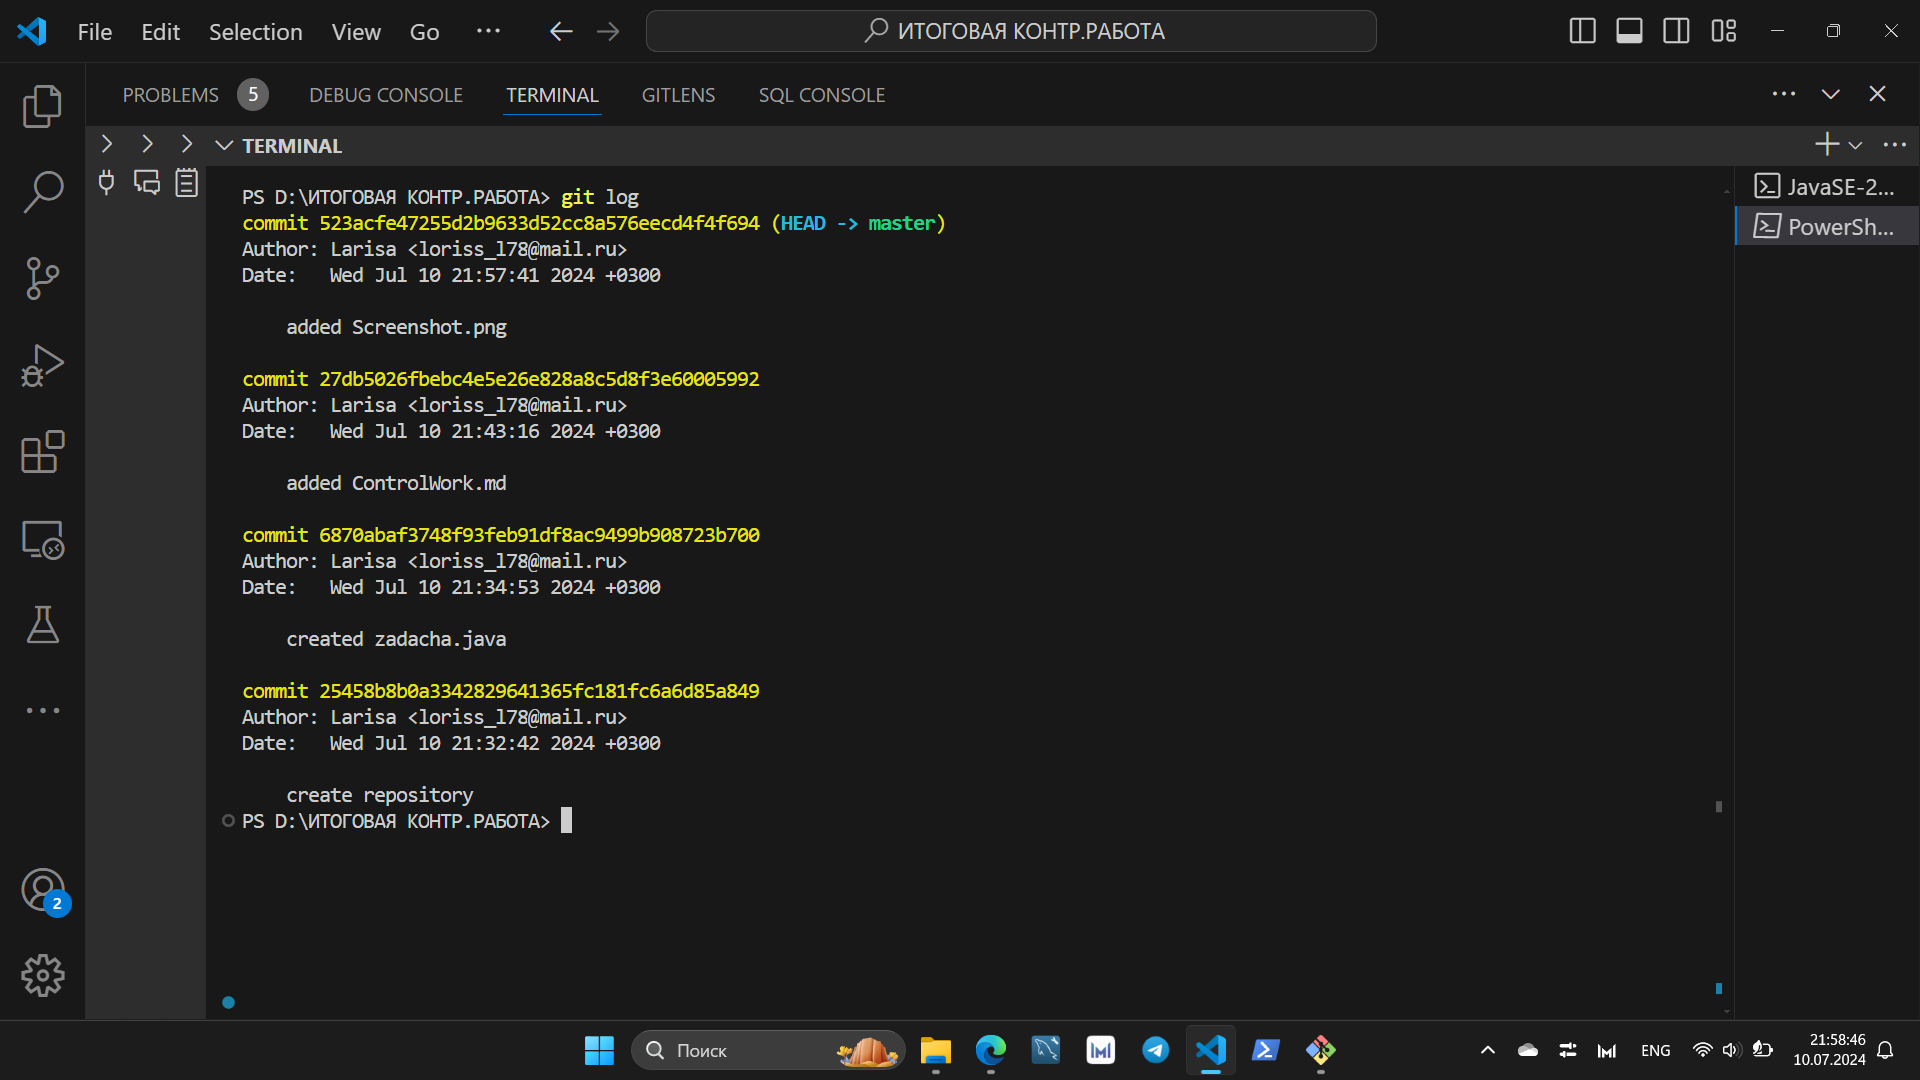 File Edit Selection View Go ··· ИТОГОВАЯ КОНТР.РАБОТА
PROBLEMS 5 DEBUG CONSOLE TERMINAL GITLENS SQL CONSOLE
TERMINAL
PS D:\ИТОГОВАЯ КОНТР.РАБОТА> git log
commit 523acfe47255d2b9633d52cc8a576eecd4f4f694 (HEAD -> master)
Author: Larisa <loriss_l78@mail.ru>
Date:   Wed Jul 10 21:57:41 2024 +0300
added Screenshot.png
commit 27db5026fbebc4e5e26e828a8c5d8f3e60005992
Author: Larisa <loriss_l78@mail.ru>
Date:   Wed Jul 10 21:43:16 2024 +0300
added ControlWork.md
commit 6870abaf3748f93feb91df8ac9499b908723b700
Author: Larisa <loriss_l78@mail.ru>
Date:   Wed Jul 10 21:34:53 2024 +0300
created zadacha.java
commit 25458b8b0a3342829641365fc181fc6a6d85a849
Author: Larisa <loriss_l78@mail.ru>
Date:   Wed Jul 10 21:32:42 2024 +0300
create repository
PS D:\ИТОГОВАЯ КОНТР.РАБОТА>
JavaSE-2...
PowerSh...
2
Поиск
ENG
21:58:46
10.07.2024